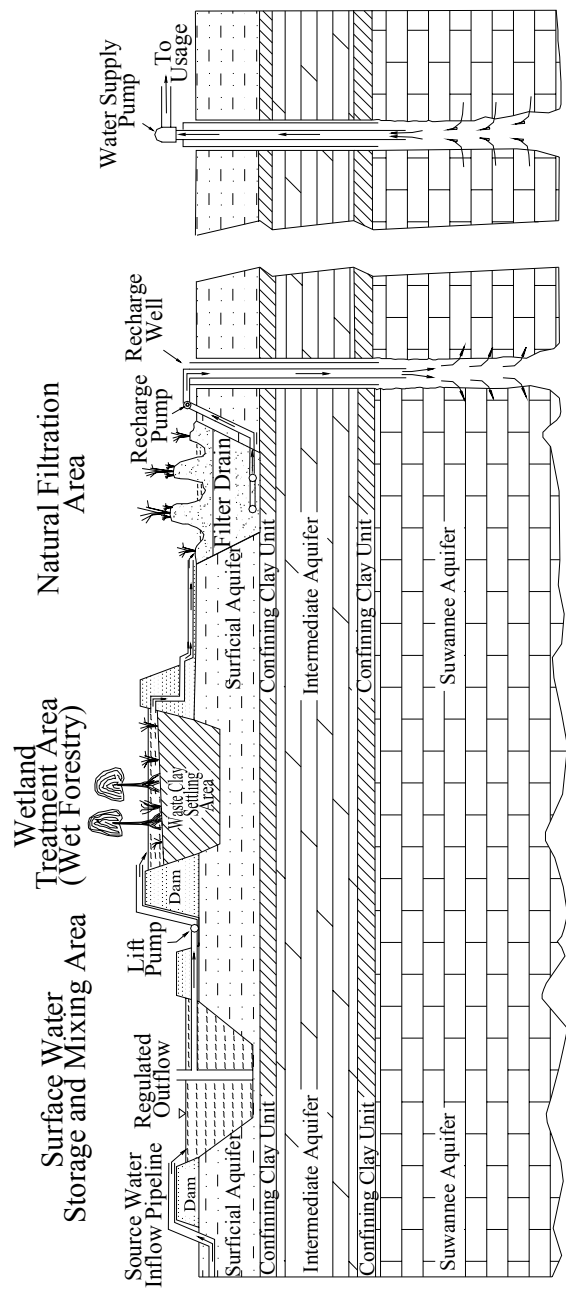 Surface Water
Storage and Mixing Area
Wetland
Treatment Area
(Wet Forestry)
Natural Filtration
Area
Source Water
Inflow Pipeline
Dam
Regulated
Outflow
Lift
Pump
Dam
Waste Clay
Settling
Area
Filter Drain
Recharge
Pump
Recharge
Well
Water Supply
Pump
To
Usage
Surficial Aquifer
Surficial Aquifer
Confining Clay Unit
Confining Clay Unit
Intermediate Aquifer
Intermediate Aquifer
Confining Clay Unit
Confining Clay Unit
Suwannee Aquifer
Suwannee Aquifer